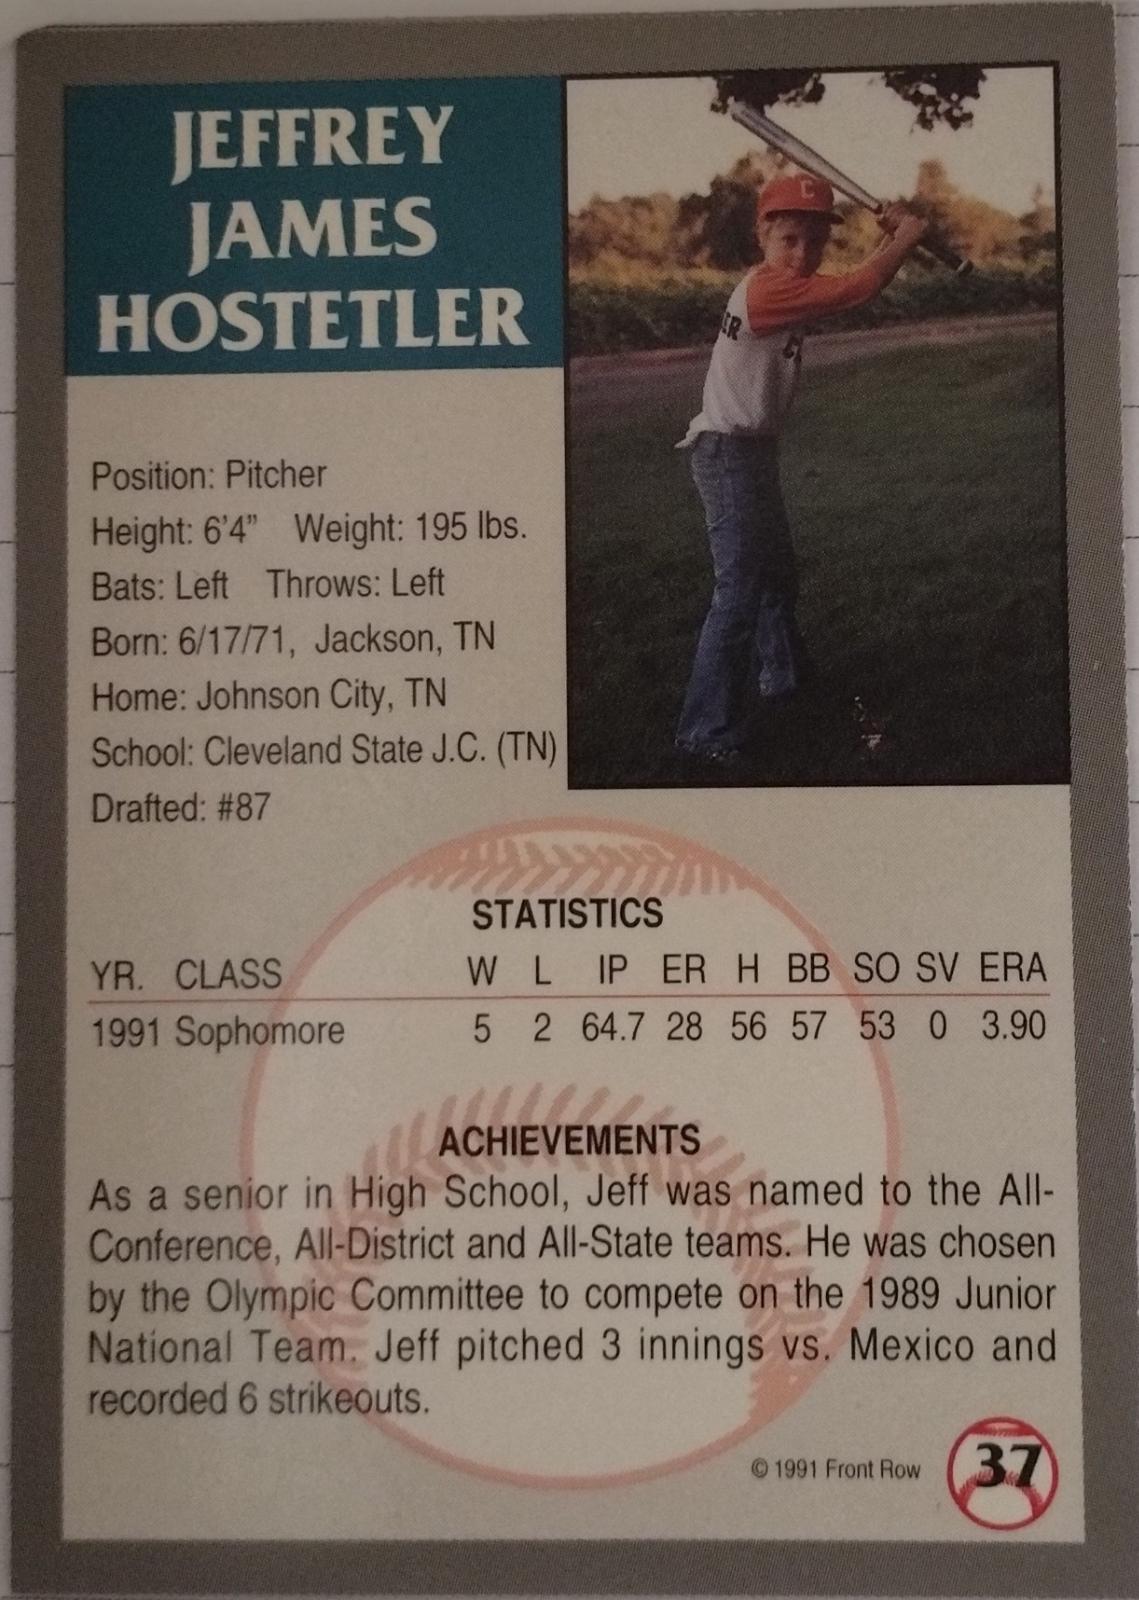 JEFFREY
JAMES
HOSTETLER
C
ER
Position: Pitcher
Height: 6'4" Weight: 195 lbs.
Bats: Left Throws: Left
Born: 6/17/71, Jackson, TN
Home: Johnson City, TN
School: Cleveland State J.C. (TN)
Drafted: #87
STATISTICS
YR. CLASS W L IP ER H BB SO SV ERA
1991 Sophomore 5 2 64.7 28 56 57 53 0 3.90
ACHIEVEMENTS
As a senior in High School, Jeff was named to the All-
Conference, All-District and All-State teams. He was chosen
by the Olympic Committee to compete on the 1989 Junior
National Team. Jeff pitched 3 innings vs. Mexico and
recorded 6 strikeouts.
© 1991 Front Row
37